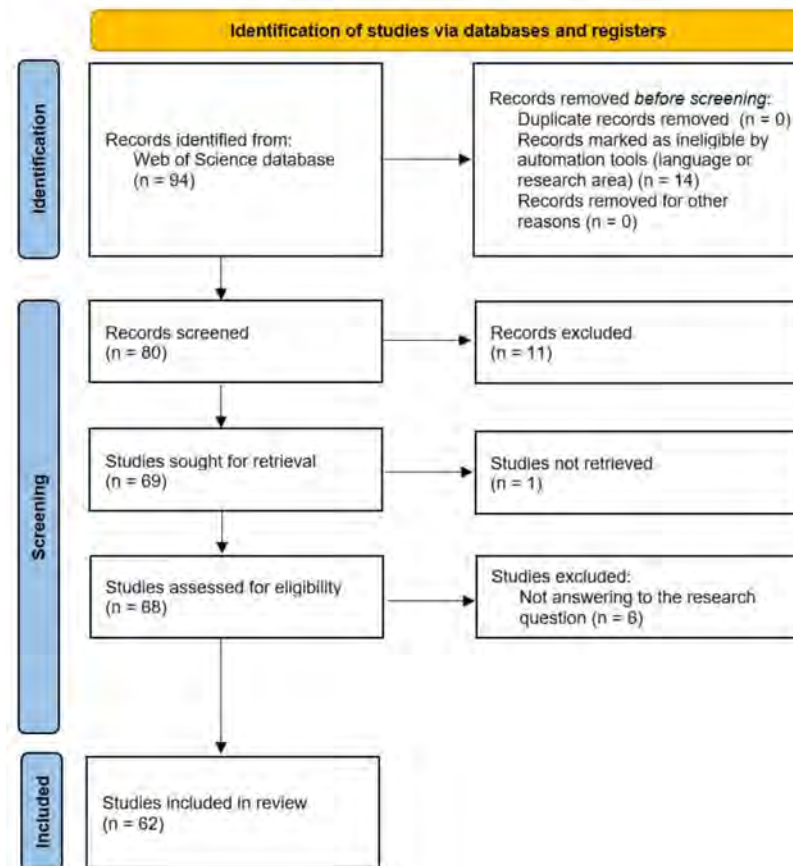 Identification of studies via databases and registers
Identification
Records identified from:
Web of Science database
(n = 94)
Records removed before screening:
Duplicate records removed (n = 0)
Records marked as ineligible by
automation tools (language or
research area) (n = 14)
Records removed for other
reasons (n = 0)
Screening
Records screened
(n = 80)
Records excluded
(n = 11)
Studies sought for retrieval
(n = 69)
Studies not retrieved
(n = 1)
Studies assessed for eligibility
(n = 68)
Studies excluded:
Not answering to the research
question (n = 6)
Included
Studies included in review
(n = 62)